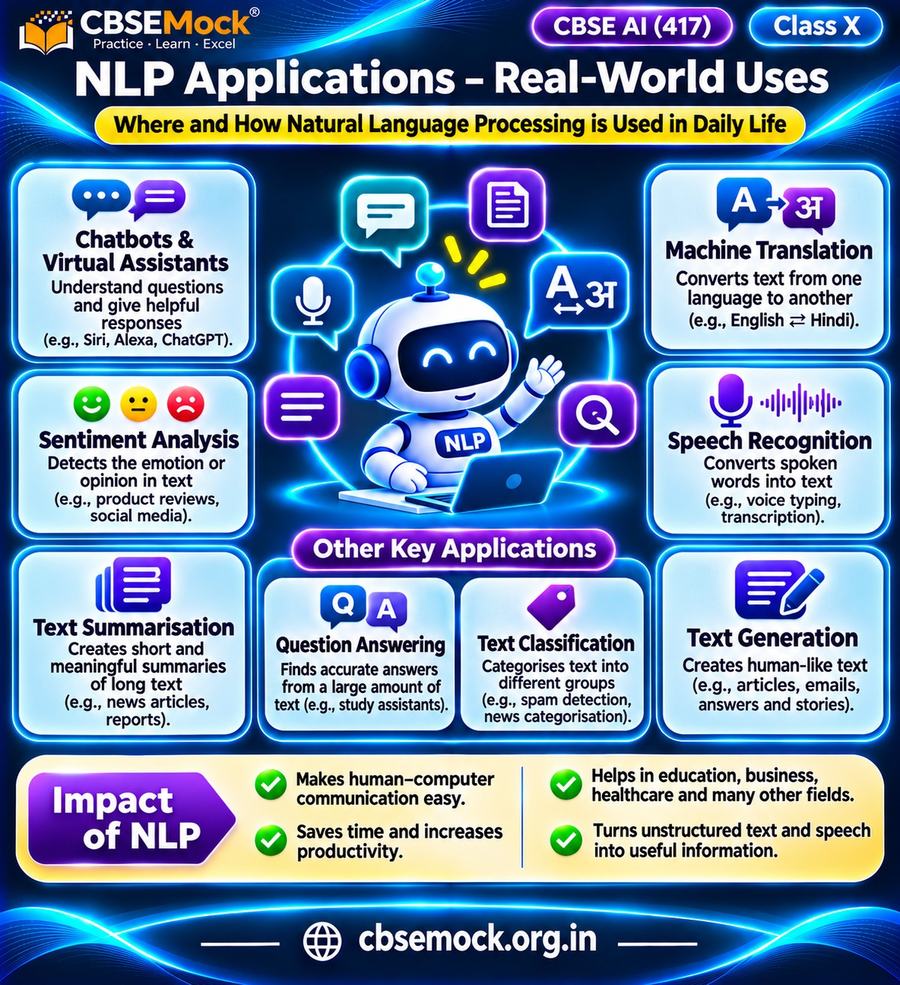 CBSEMock®
Practice · Learn · Excel
CBSE AI (417)
Class X
NLP Applications – Real-World Uses
Where and How Natural Language Processing is Used in Daily Life
Chatbots &
Virtual Assistants
Understand questions
and give helpful
responses
(e.g., Siri, Alexa, ChatGPT).
Sentiment Analysis
Detects the emotion or
opinion in text
(e.g., product reviews,
social media).
Text Summarisation
Creates short and
meaningful summaries
of long text
(e.g., news articles,
reports).
A
अ
NLP
A
अ
Machine Translation
Converts text from one
language to another
(e.g., English ⇄ Hindi).
Speech Recognition
Converts spoken
words into text
(e.g., voice typing,
transcription).
Other Key Applications
Q
A
Question Answering
Finds accurate answers
from a large amount of
text (e.g., study assistants).
Text Classification
Categorises text into
different groups
(e.g., spam detection,
news categorisation).
Text Generation
Creates human-like text
(e.g., articles, emails,
answers and stories).
Impact
of NLP
Makes human–computer
communication easy.
Saves time and increases
productivity.
Helps in education, business,
healthcare and many other fields.
Turns unstructured text and speech
into useful information.
cbsemock.org.in